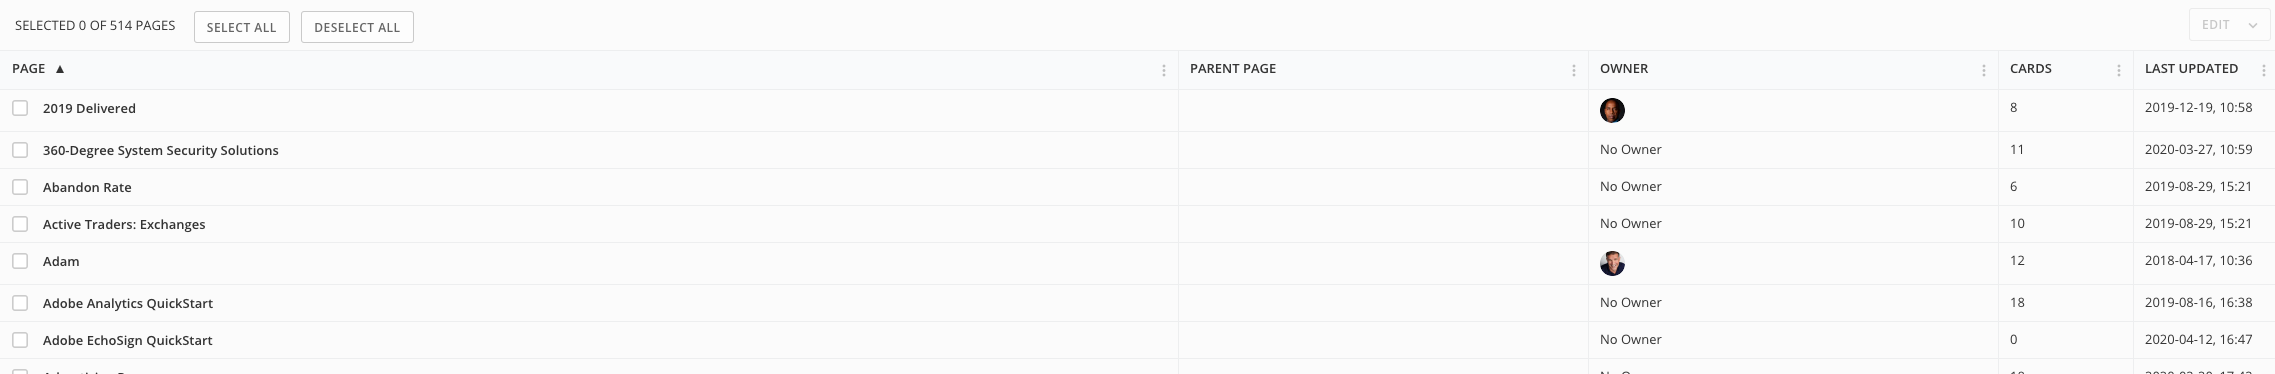 SELECTED 0 OF 514 PAGES SELECT ALL DESELECT ALL EDIT
PAGE ▲ PARENT PAGE OWNER CARDS LAST UPDATED
2019 Delivered 8 2019-12-19, 10:58
360-Degree System Security Solutions No Owner 11 2020-03-27, 10:59
Abandon Rate No Owner 6 2019-08-29, 15:21
Active Traders: Exchanges No Owner 10 2019-08-29, 15:21
Adam 12 2018-04-17, 10:36
Adobe Analytics QuickStart No Owner 18 2019-08-16, 16:38
Adobe EchoSign QuickStart No Owner 0 2020-04-12, 16:47